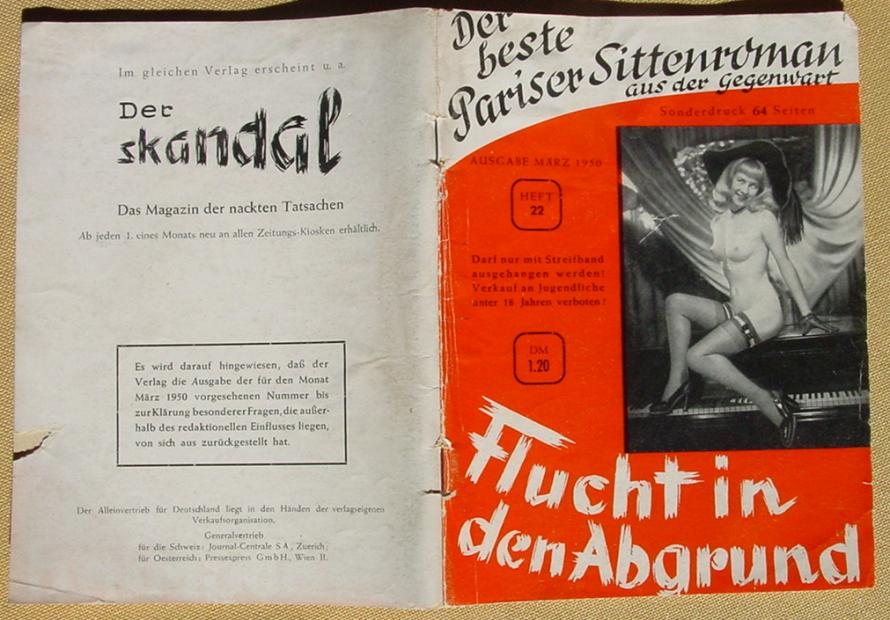 Im gleichen Verlag erscheint u. a.
Der
skandal
Das Magazin der nackten Tatsachen
Ab jeden 1. eines Monats neu an allen Zeitungs-Kiosken erhältlich.
Es wird darauf hingewiesen, daß der
Verlag die Ausgabe der für den Monat
März 1950 vorgesehenen Nummer bis
zur Klärung besonderer Fragen, die außer-
halb des redaktionellen Einflusses liegen,
von sich aus zurückgestellt hat.
Der Alleinvertrieb für Deutschland liegt in den Händen der verlagseigenen
Verkaufsorganisation.
Generalvertrieb
für die Schweiz: Journal-Centrale S A, Zuerich;
für Oesterreich: Pressexpress G m b H., Wien II.
Der
beste
Pariser Sittenroman
aus der Gegenwart
Sonderdruck 64 Seiten
AUSGABE MÄRZ 1950
HEFT
22
Darf nur mit Streifband
ausgehangen werden!
Verkauf an Jugendliche
unter 18 Jahren verboten!
DM
1.20
Flucht in
den Abgrund